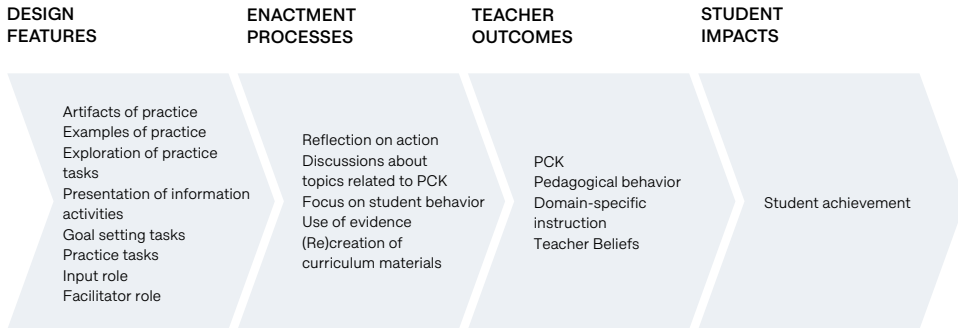 DESIGN
FEATURES
ENACTMENT
PROCESSES
TEACHER
OUTCOMES
STUDENT
IMPACTS
Artifacts of practice
Examples of practice
Exploration of practice
tasks
Presentation of information
activities
Goal setting tasks
Practice tasks
Input role
Facilitator role
Reflection on action
Discussions about
topics related to PCK
Focus on student behavior
Use of evidence
(Re)creation of
curriculum materials
PCK
Pedagogical behavior
Domain-specific
instruction
Teacher Beliefs
Student achievement